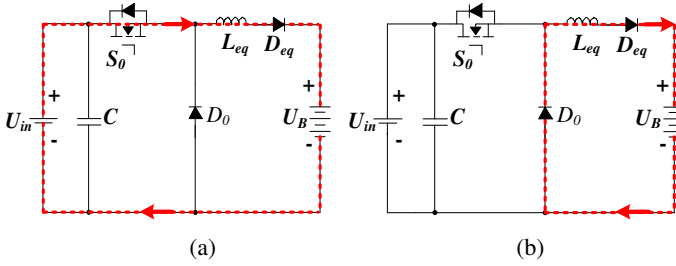 S0
Leq
Deq
Uin
+
-
C
D0
UB
+
-
(a)
S0
Leq
Deq
Uin
+
-
C
D0
UB
+
-
(b)